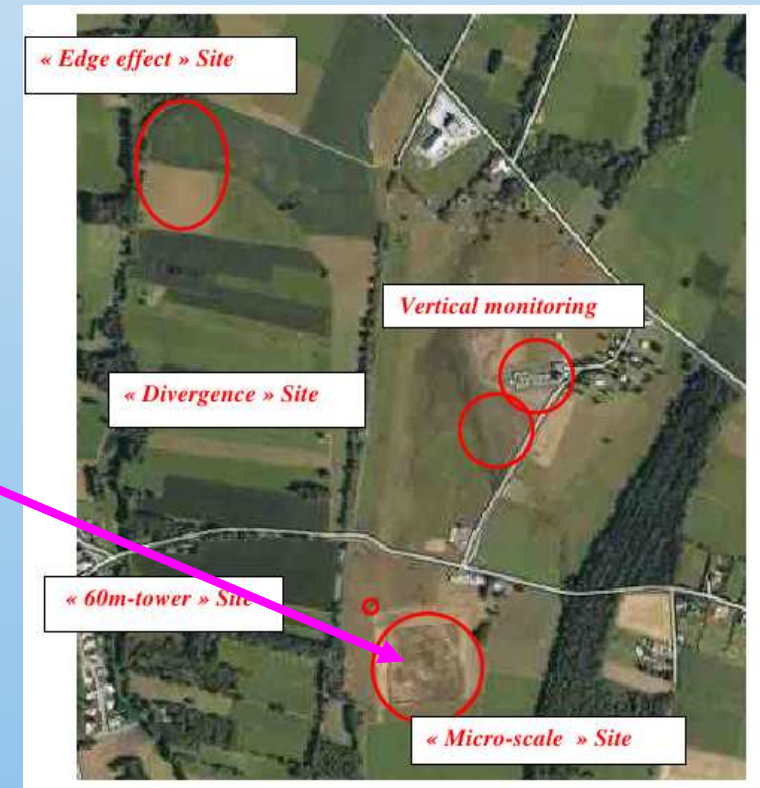 « Edge effect » Site
Vertical monitoring
« Divergence » Site
« 60m-tower » Site
« Micro-scale » Site